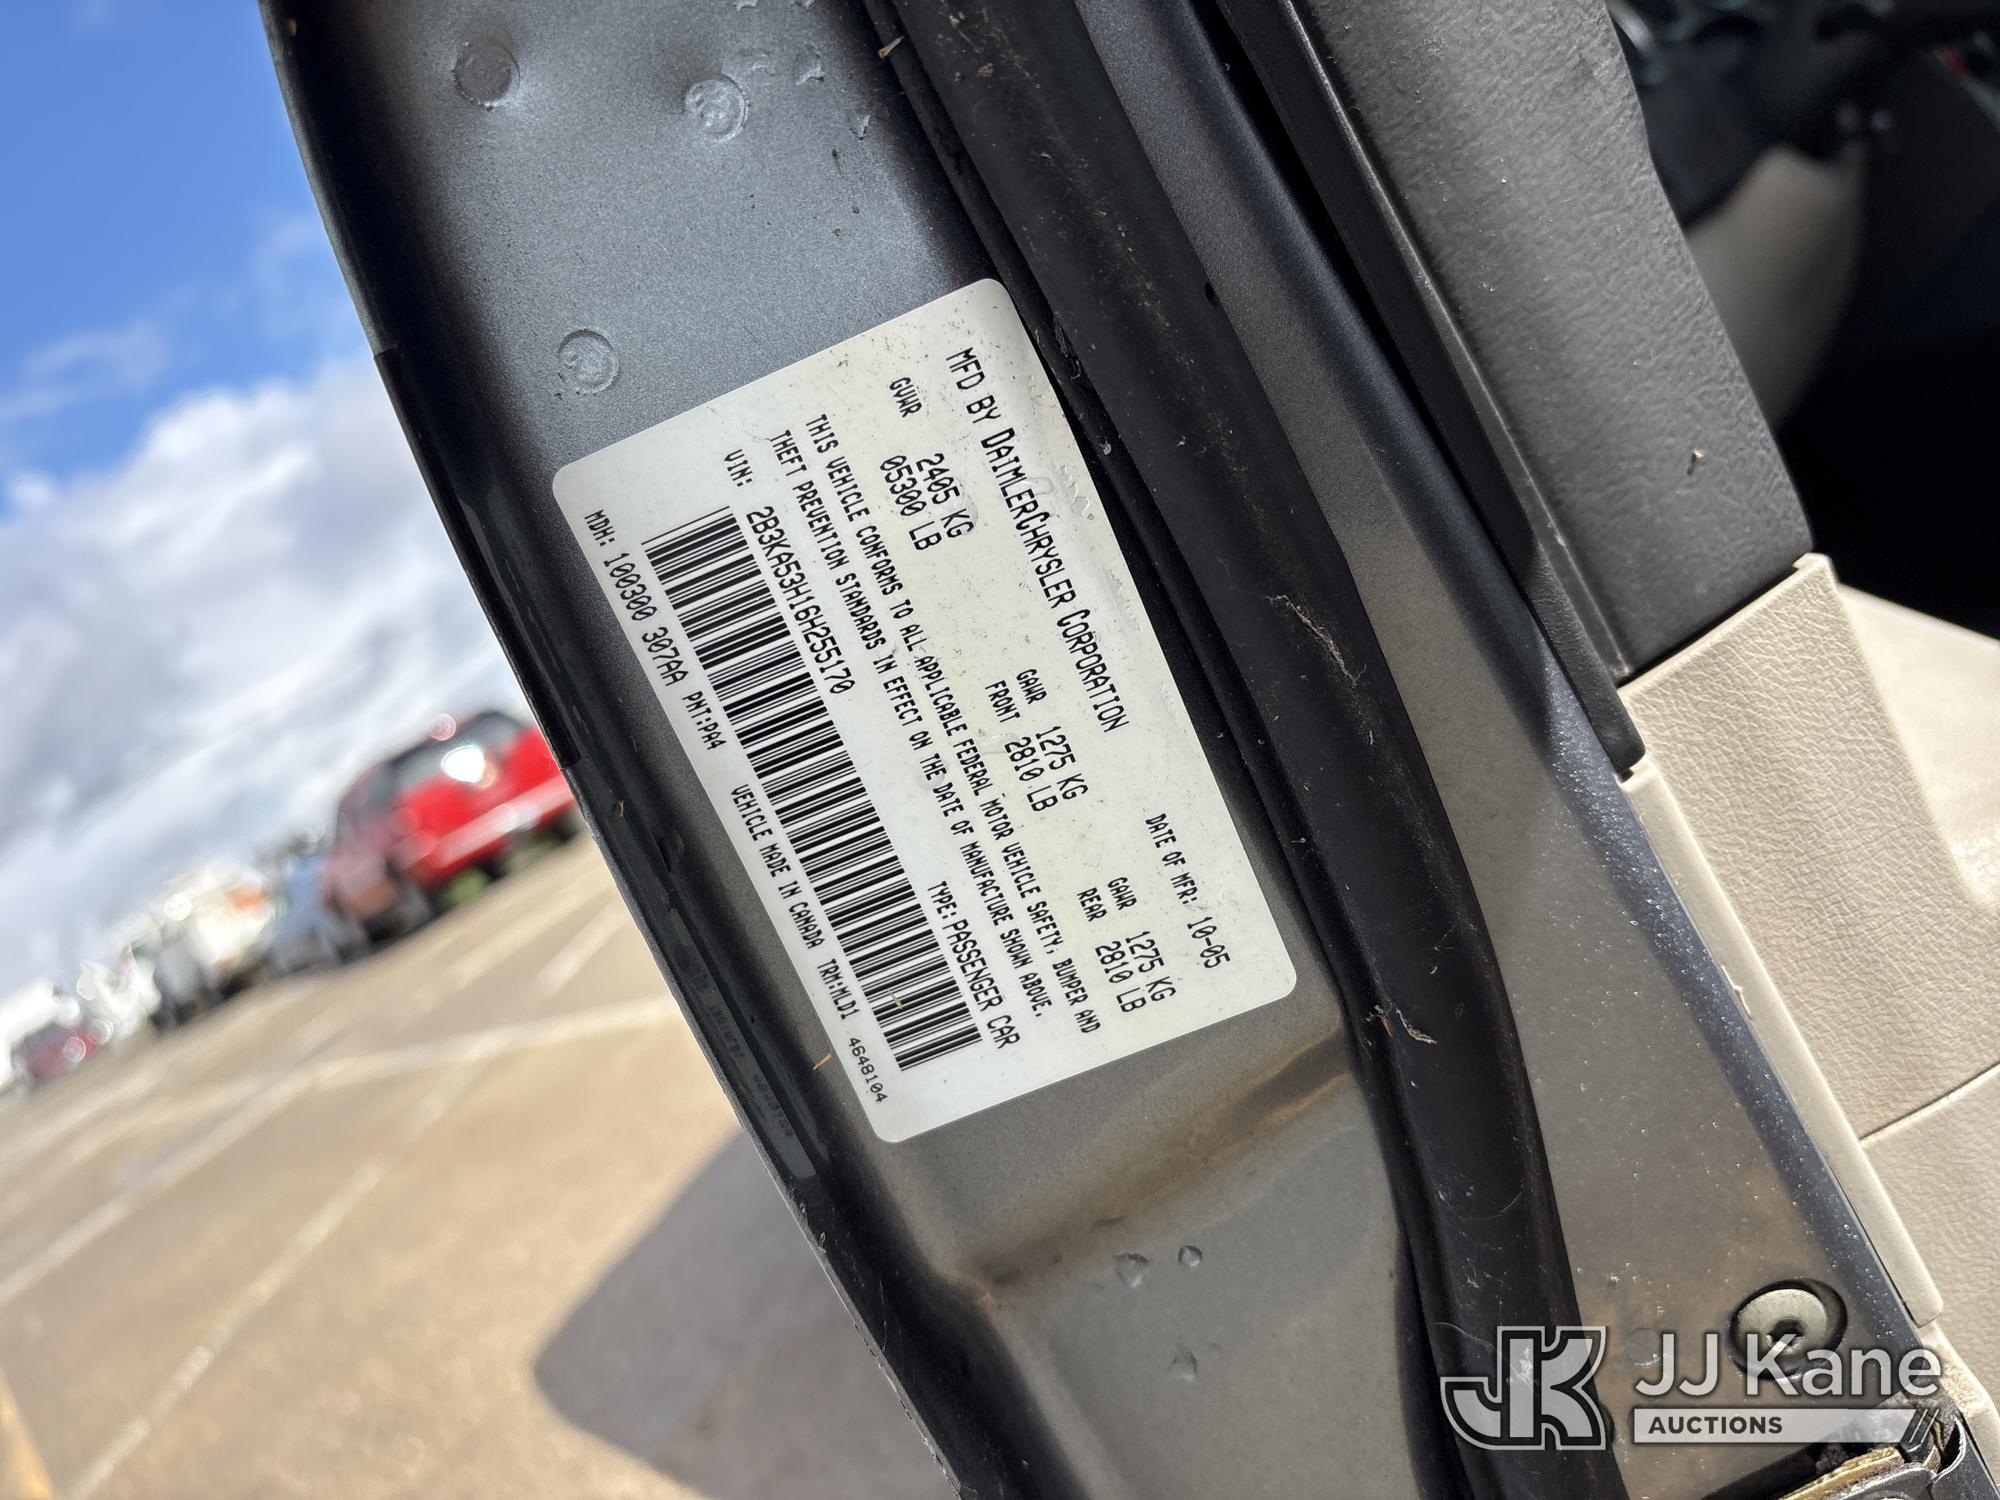 MFD BY DAIMLERCHRYSLER CORPORATION DATE OF MFR: 10-05
GVWR 2405 KG GAWR 1275 KG GAWR 1275 KG
05300 LB FRONT 2810 LB REAR 2810 LB
THIS VEHICLE CONFORMS TO ALL APPLICABLE FEDERAL MOTOR VEHICLE SAFETY, BUMPER AND
THEFT PREVENTION STANDARDS IN EFFECT ON THE DATE OF MANUFACTURE SHOWN ABOVE.
VIN: 2B3KA53H16H255170 TYPE: PASSENGER CAR
MDH: 100300 307AA PNT:PA4 VEHICLE MADE IN CANADA TRM:MLD1 4648104
JK JJ Kane
AUCTIONS